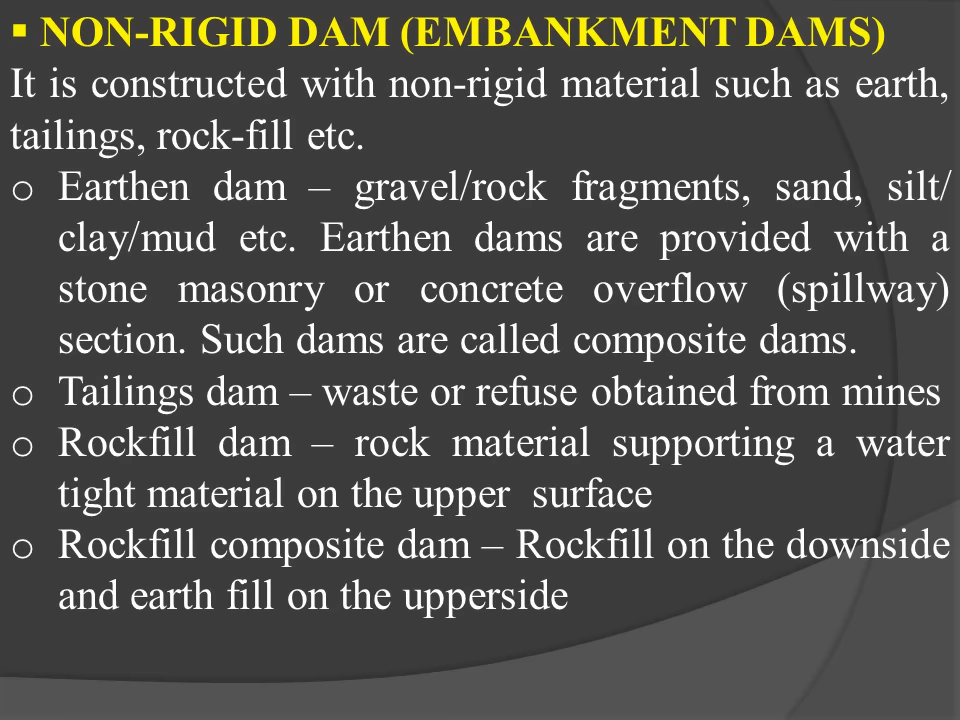 ▪ NON-RIGID DAM (EMBANKMENT DAMS)
It is constructed with non-rigid material such as earth,
tailings, rock-fill etc.
o Earthen dam – gravel/rock fragments, sand, silt/
clay/mud etc. Earthen dams are provided with a
stone masonry or concrete overflow (spillway)
section. Such dams are called composite dams.
o Tailings dam – waste or refuse obtained from mines
o Rockfill dam – rock material supporting a water
tight material on the upper surface
o Rockfill composite dam – Rockfill on the downside
and earth fill on the upperside